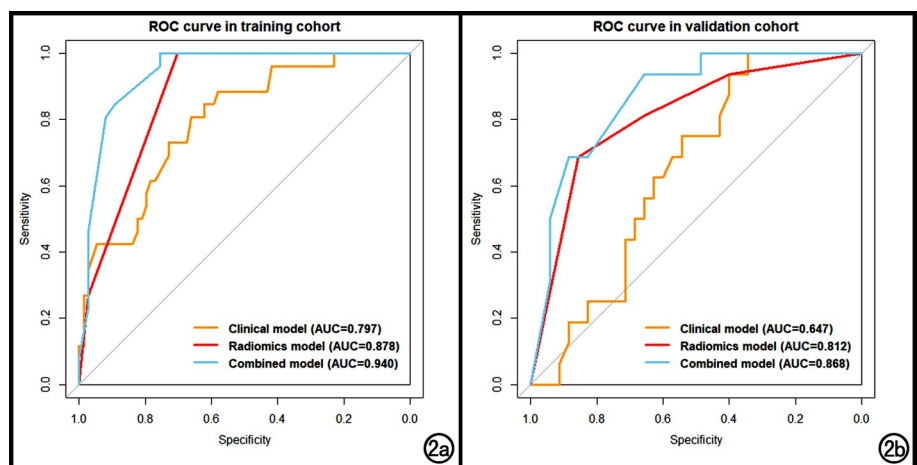 ROC curve in training cohort
1.0
0.8
0.6
0.4
0.2
0.0
Sensitivity
Clinical model (AUC=0.797)
Radiomics model (AUC=0.878)
Combined model (AUC=0.940)
1.0 0.8 0.6 0.4 0.2 0.0
Specificity
2a
ROC curve in validation cohort
1.0
0.8
0.6
0.4
0.2
0.0
Sensitivity
Clinical model (AUC=0.647)
Radiomics model (AUC=0.812)
Combined model (AUC=0.868)
1.0 0.8 0.6 0.4 0.2 0.0
Specificity
2b